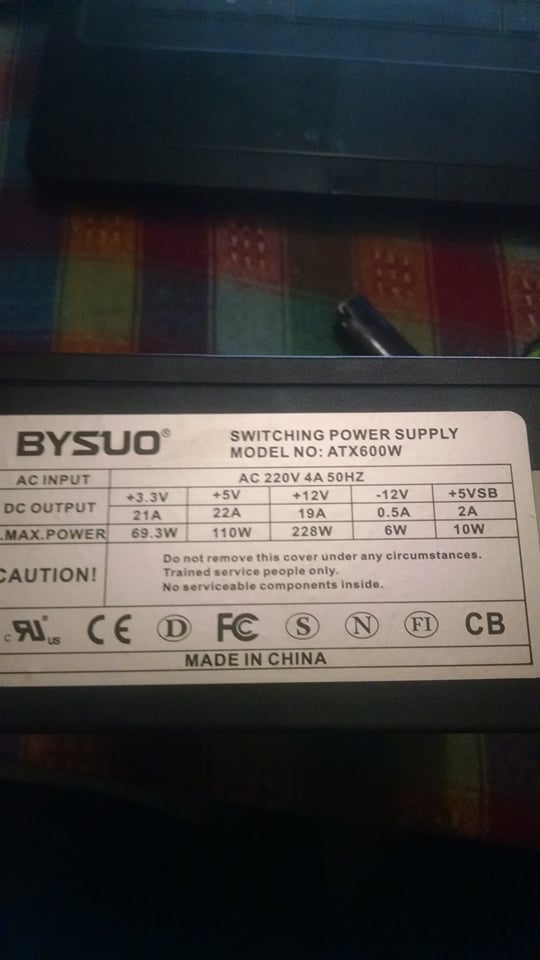 BYSUO®
SWITCHING POWER SUPPLY
MODEL NO: ATX600W
AC INPUT AC 220V 4A 50HZ
DC OUTPUT +3.3V +5V +12V -12V +5VSB
21A 22A 19A 0.5A 2A
.MAX.POWER 69.3W 110W 228W 6W 10W
CAUTION!
Do not remove this cover under any circumstances.
Trained service people only.
No serviceable components inside.
c RU us CE D FC S N FI CB
MADE IN CHINA